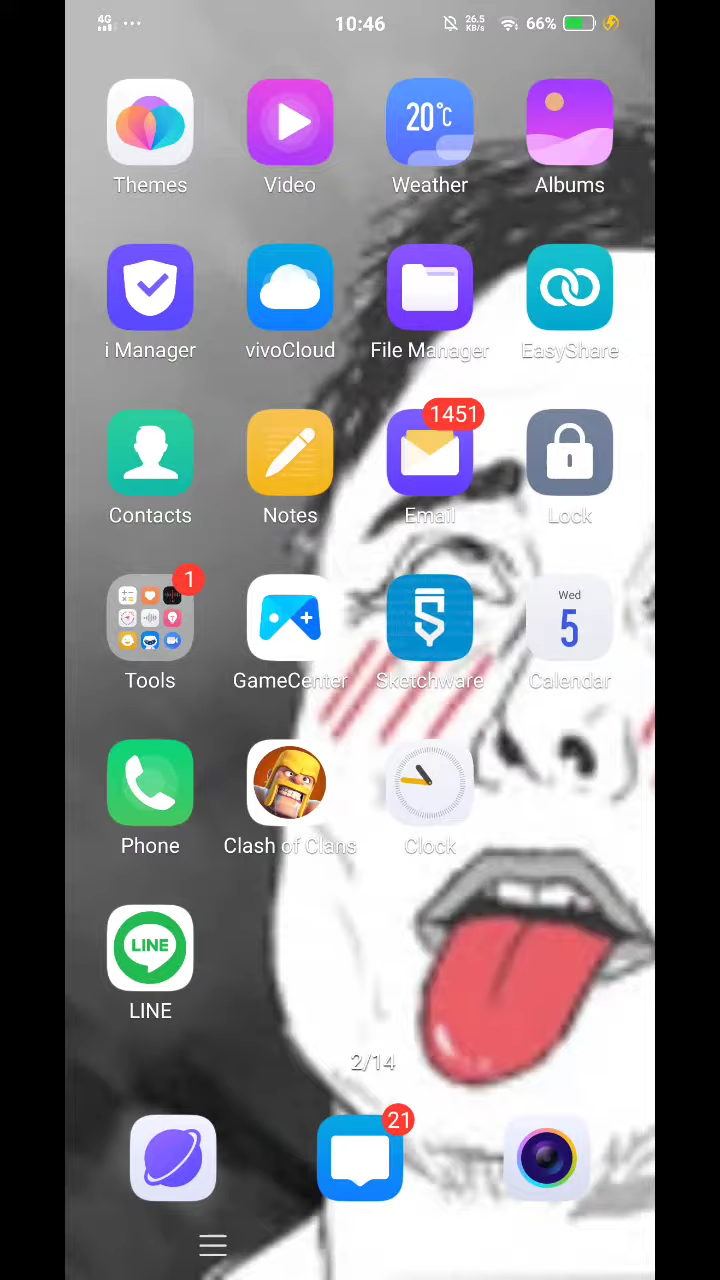 4G 10:46 26.5 KB/s 66%
20°C
Themes Video Weather Albums
i Manager vivoCloud File Manager EasyShare
1451
Contacts Notes Email Lock
1 Wed
5
Tools GameCenter Sketchware Calendar
Phone Clash of Clans Clock
LINE
LINE
2/14
21